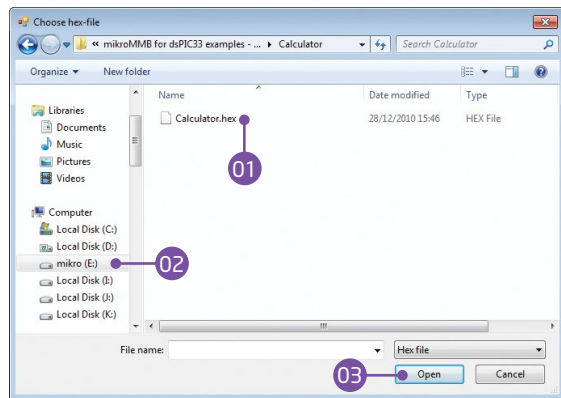 Choose hex-file
« mikroMMB for dsPIC33 examples - ... ▸ Calculator
Search Calculator
Organize ▾ New folder
Name Date modified Type
Libraries
Documents
Music
Pictures
Videos
Calculator.hex 28/12/2010 15:46 HEX File
01
Computer
Local Disk (C:)
Local Disk (D:)
mikro (E:)
02
Local Disk (I:)
Local Disk (J:)
Local Disk (K:)
File name: Hex file
03
Open Cancel